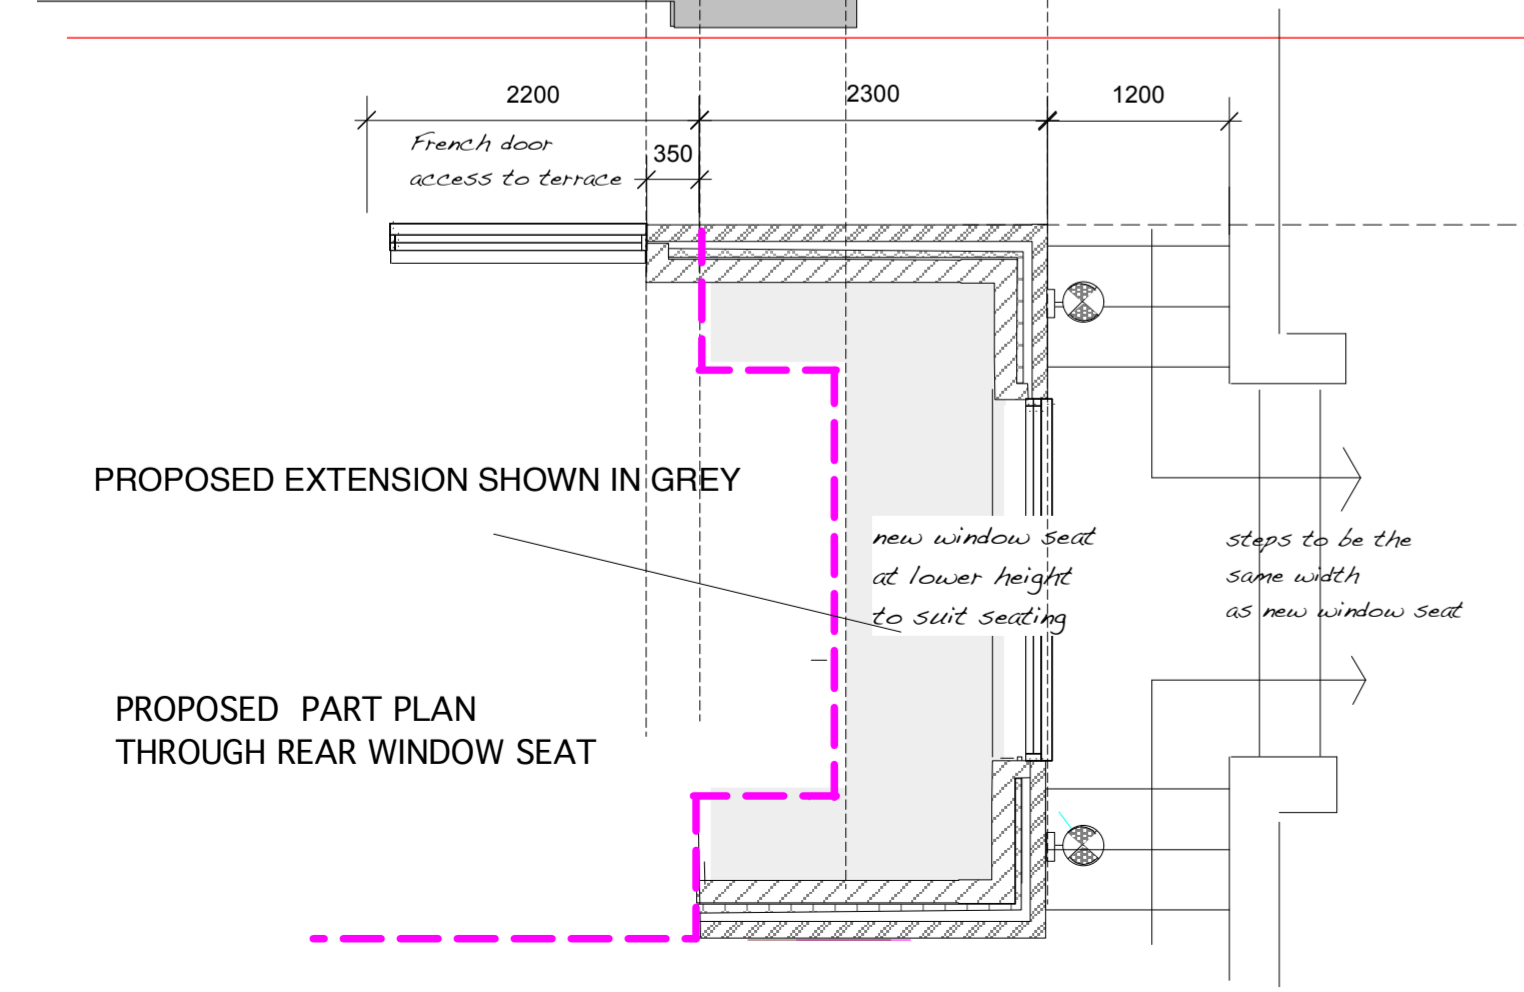 2200
2300
1200
French door
access to terrace
350
PROPOSED EXTENSION SHOWN IN GREY
new window seat
at lower height
to suit seating
steps to be the
same width
as new window seat
PROPOSED PART PLAN
THROUGH REAR WINDOW SEAT